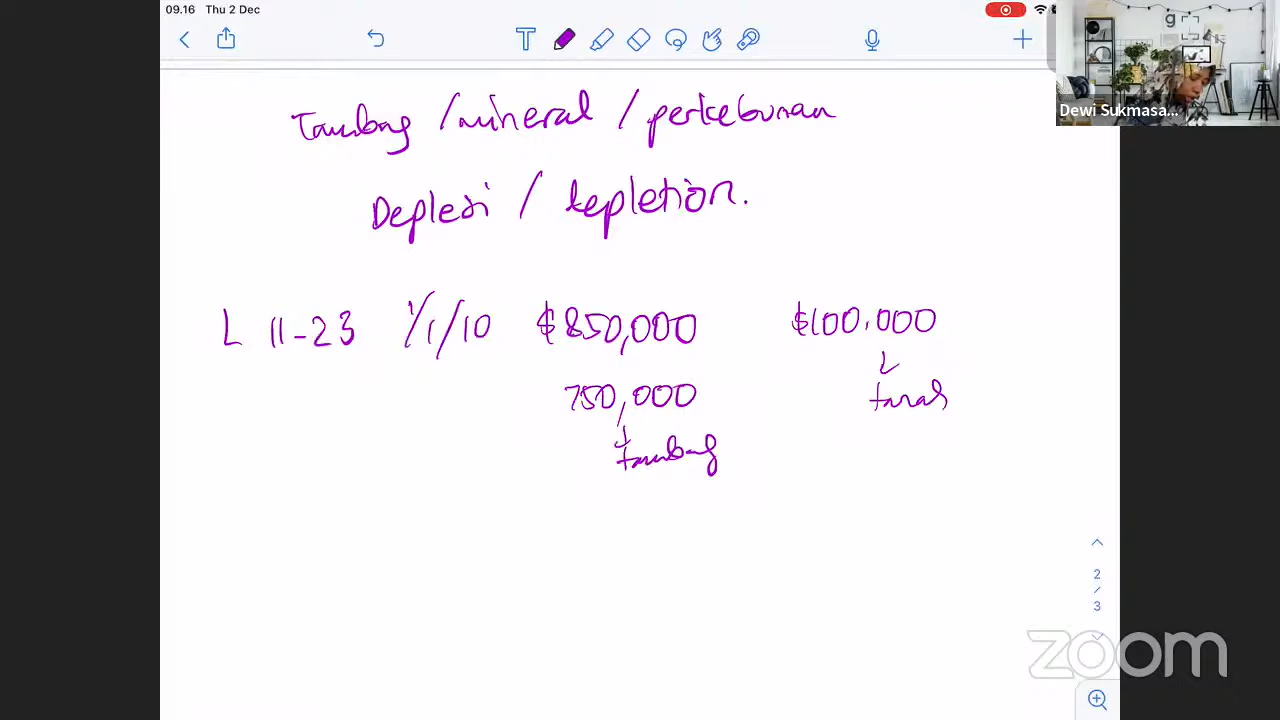 09.16 Thu 2 Dec
Dewi Sukmasa...
Tambang / mineral / perkebunan
Deplesi / depletion.
L 11-23 1/1/10 $850,000 $100,000
750,000 tanah
tambang
2
/
3
zoom